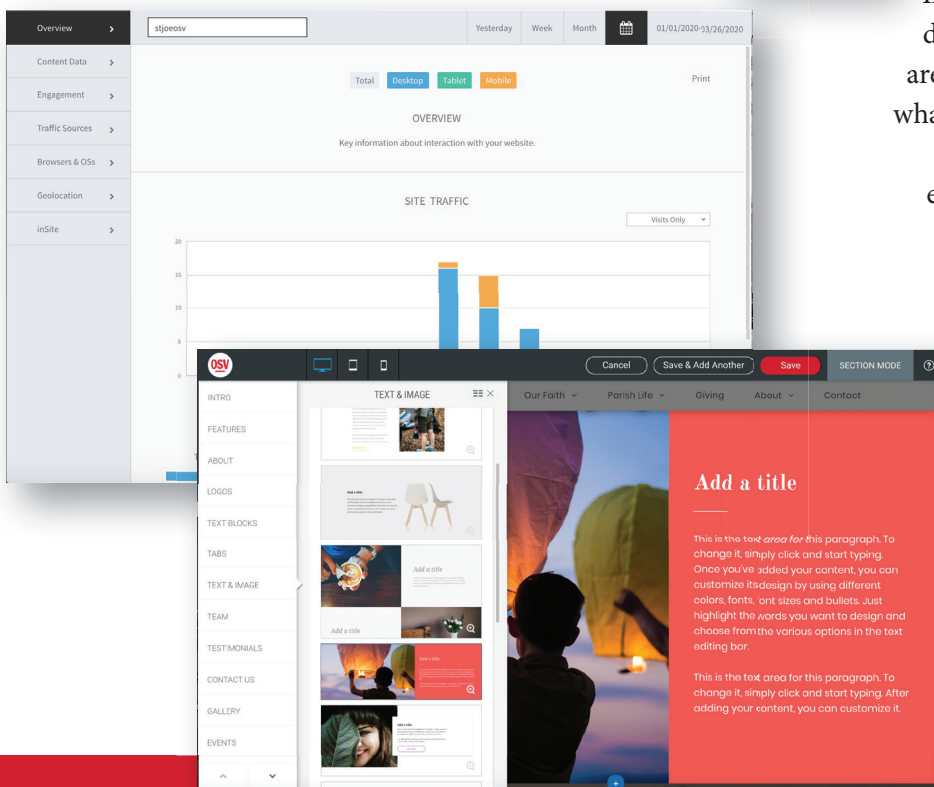 Overview
stjoeosv
Yesterday Week Month 01/01/2020-03/26/2020
Content Data
Engagement
Traffic Sources
Browsers & OSs
Geolocation
inSite
Total Desktop Tablet Mobile
Print
OVERVIEW
Key information about interaction with your website.
SITE TRAFFIC
Visits Only
20
15
10
5
0
are
OSV
Cancel Save & Add Another Save SECTION MODE
INTRO
FEATURES
ABOUT
LOGOS
TEXT BLOCKS
TABS
TEXT & IMAGE
TEAM
TESTIMONIALS
CONTACT US
GALLERY
EVENTS
TEXT & IMAGE
Add a title
Add a title
Add a title
Add a title
Add a title
Our Faith Parish Life Giving About Contact
Add a title
This is the text area for this paragraph. To
change it, simply click and start typing.
Once you've added your content, you can
customize its design by using different
colors, fonts, font sizes and bullets. Just
highlight the words you want to design and
choose from the various options in the text
editing bar.
This is the text area for this paragraph. To
change it, simply click and start typing. After
adding your content, you can customize it.